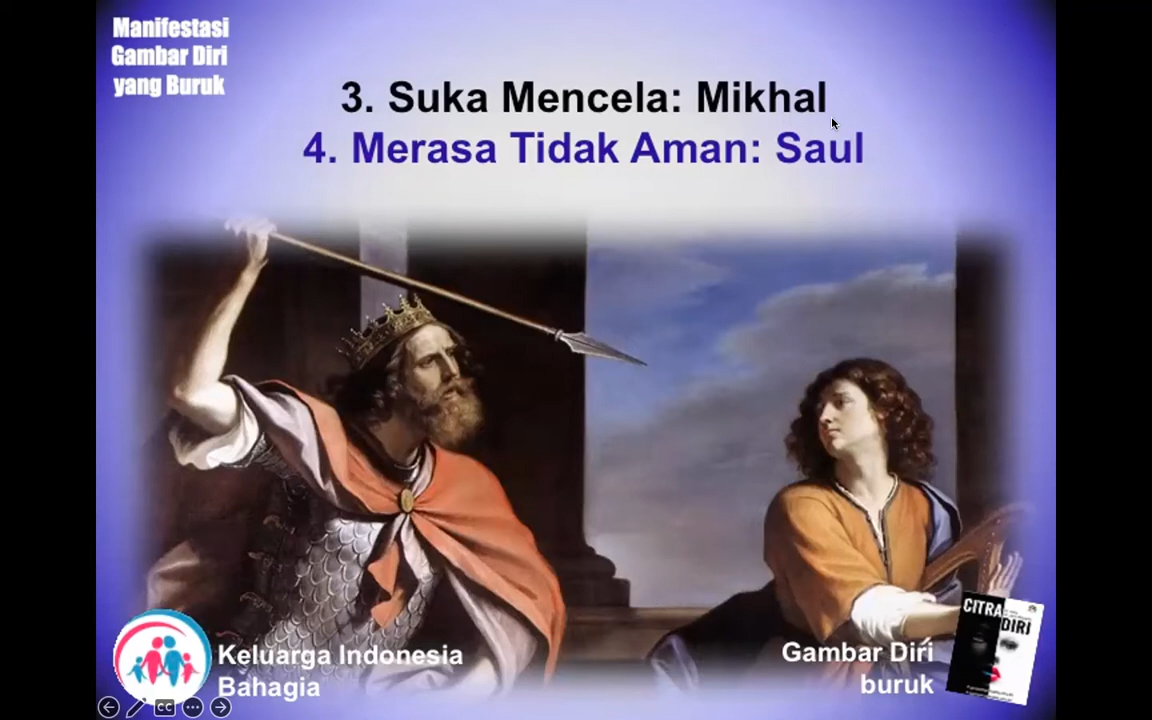 Manifestasi
Gambar Diri
yang Buruk
3. Suka Mencela: Mikhal
4. Merasa Tidak Aman: Saul
Keluarga Indonesia
Bahagia
Gambar Diri
buruk
CITRA
DIRI
CC